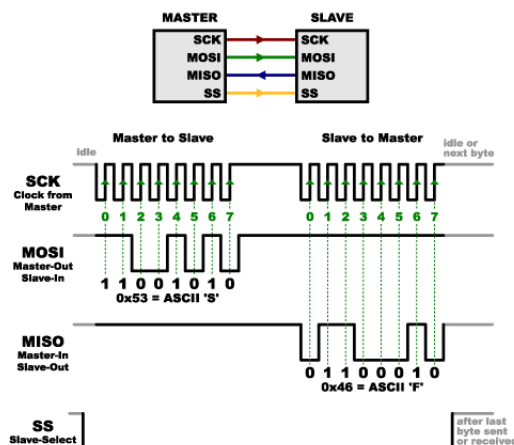 MASTER SLAVE
SCK SCK
MOSI MOSI
MISO MISO
SS SS
Master to Slave Slave to Master
Idle
idle or
next byte
SCK
Clock from
Master
0 1 2 3 4 5 6 7 0 1 2 3 4 5 6 7
MOSI
Master-Out
Slave-In
1 1 0 0 1 0 1 0
0x53 = ASCII 'S'
MISO
Master-In
Slave-Out
0 1 1 0 0 0 1 0
0x46 = ASCII 'F'
SS
Slave-Select
after last
byte sent
or received